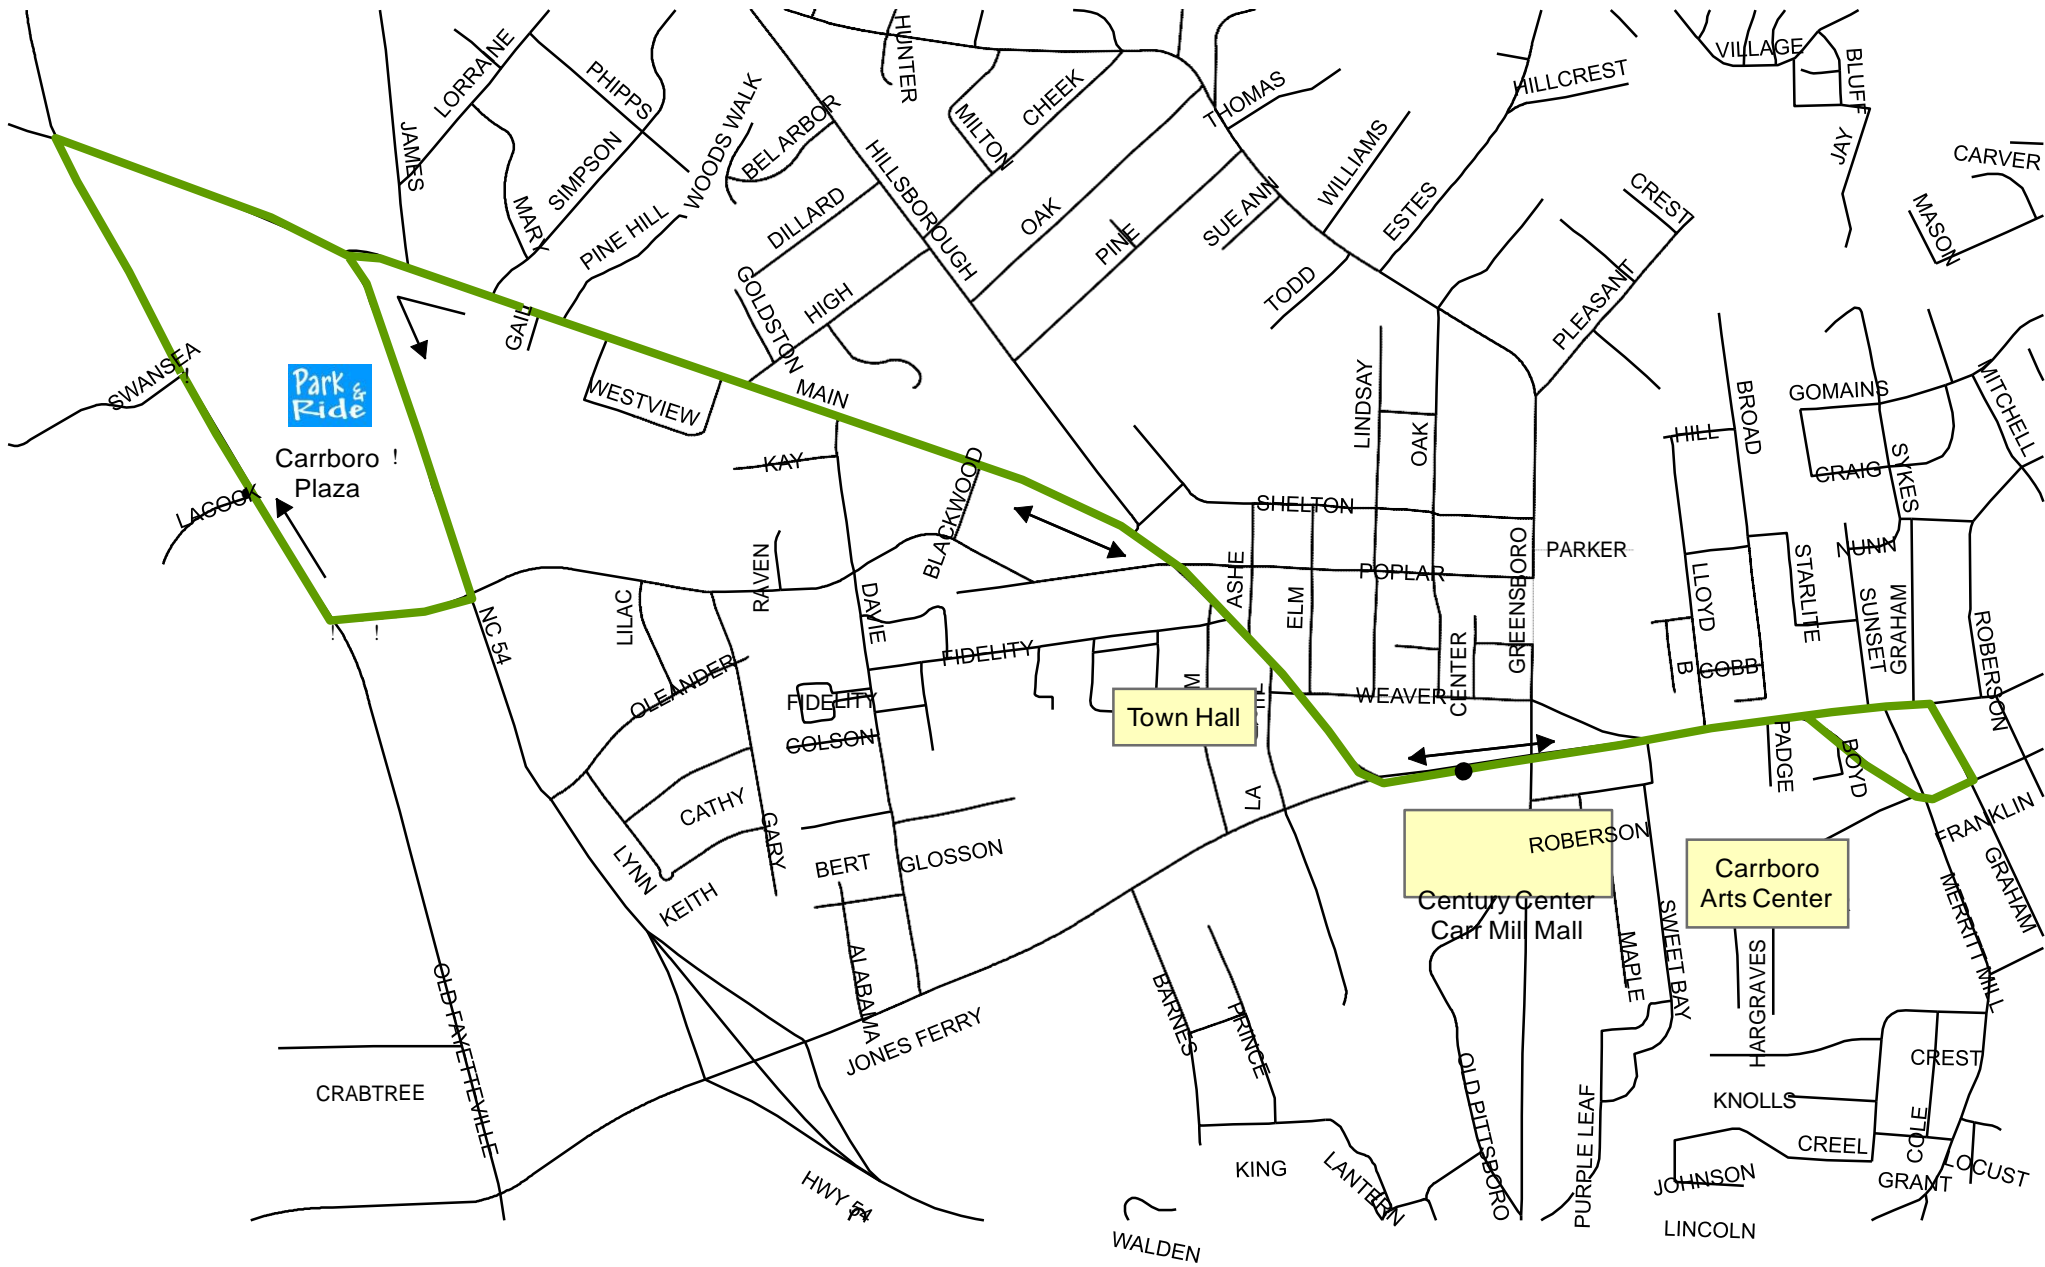 LORRAINE
PHIPPS
JAMES
SIMPSON
MARY
PINE HILL
WOODS WALK
BEL ARBOR
HUNTER
MILTON
CHEEK
THOMAS
HILLCREST
VILLAGE
BLUFF
JAY
CARVER
MASON
HILLSBOROUGH
DILLARD
OAK
PINE
SUE ANN
WILLIAMS
ESTES
CREST
TODD
PLEASANT
GOLDSTON
HIGH
GAIL
SWANSEA
Park &
Ride
Carrboro !
Plaza
LACOOK
WESTVIEW
MAIN
KAY
BLACKWOOD
LINDSAY
OAK
HILL
BROAD
GOMAINS
MITCHELL
CRAIG
SYKES
SHELTON
GREENSBORO
PARKER
NUNN
STARLITE
LLOYD
SUNSET
GRAHAM
ROBERSON
POPLAR
ASHE
ELM
RAVEN
DAVIE
LILAC
NC 54
! !
OLEANDER
FIDELITY
FIDELITY
COLSON
CENTER
WEAVER
B
COBB
M
Town Hall
PADGE
BOYD
FRANKLIN
GRAHAM
MERRITT MILL
LA
CATHY
GARY
LYNN
KEITH
BERT
GLOSSON
ALABAMA
ROBERSON
Century Center
Carr Mill Mall
Carrboro
Arts Center
MAPLE
SWEET BAY
HARGRAVES
OLD FAYETTEVILLE
CRABTREE
JONES FERRY
BARNES
PRINCE
OLD PITTSBORO
PURPLE LEAF
CREST
KNOLLS
CREEL
COLE
LOCUST
GRANT
JOHNSON
LINCOLN
KING
LANTERN
HWY 54
WALDEN